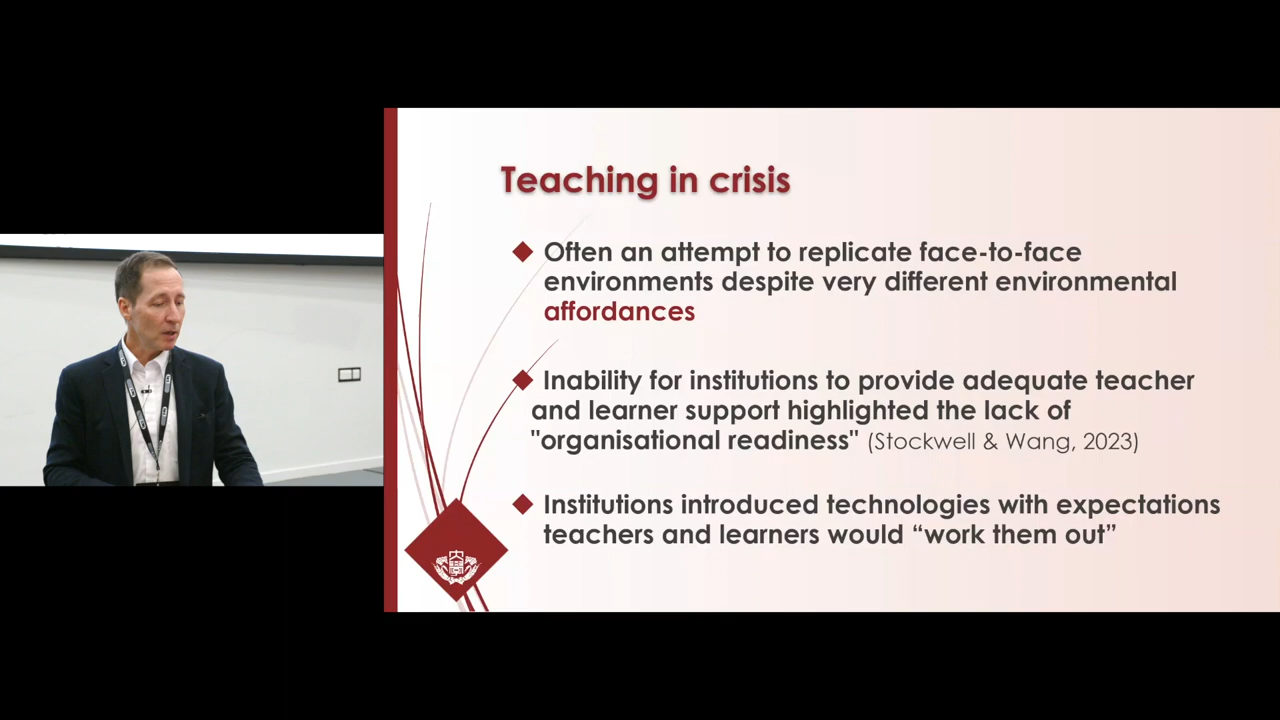 Teaching in crisis
Often an attempt to replicate face-to-face
environments despite very different environmental
affordances
Inability for institutions to provide adequate teacher
and learner support highlighted the lack of
"organisational readiness" (Stockwell & Wang, 2023)
Institutions introduced technologies with expectations
teachers and learners would “work them out”